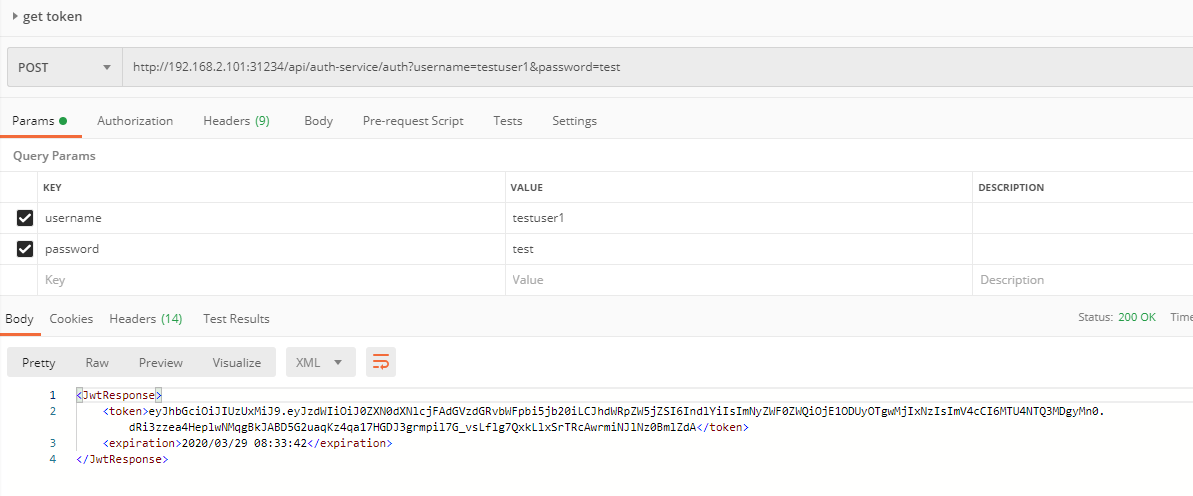 get token
POST http://192.168.2.101:31234/api/auth-service/auth?username=testuser1&password=test
Params Authorization Headers (9) Body Pre-request Script Tests Settings
Query Params
KEY VALUE DESCRIPTION
username testuser1
password test
Key Value Description
Body Cookies Headers (14) Test Results Status: 200 OK Time
Pretty Raw Preview Visualize XML
1 <JwtResponse>
2 <token>eyJhbGciOiJIUzUxMiJ9.eyJzdWIiOiJ0ZXN0dXNlcjFAdGVzdGRvbWFpbi5jb20iLCJhdWRpZW5jZSI6IndlYiIsImNyZWF0ZWQiOjE1ODUyOTgwMjIxNzIsImV4cCI6MTU4NTQ3MDgyMn0.
dRi3zzea4HeplwNMqgBkJABD5G2uaqKz4qa17HGDJ3grmpil7G_vsLflg7QxkLlxSrTRcAwrmiNJlNz0BmlZdA</token>
3 <expiration>2020/03/29 08:33:42</expiration>
4 </JwtResponse>